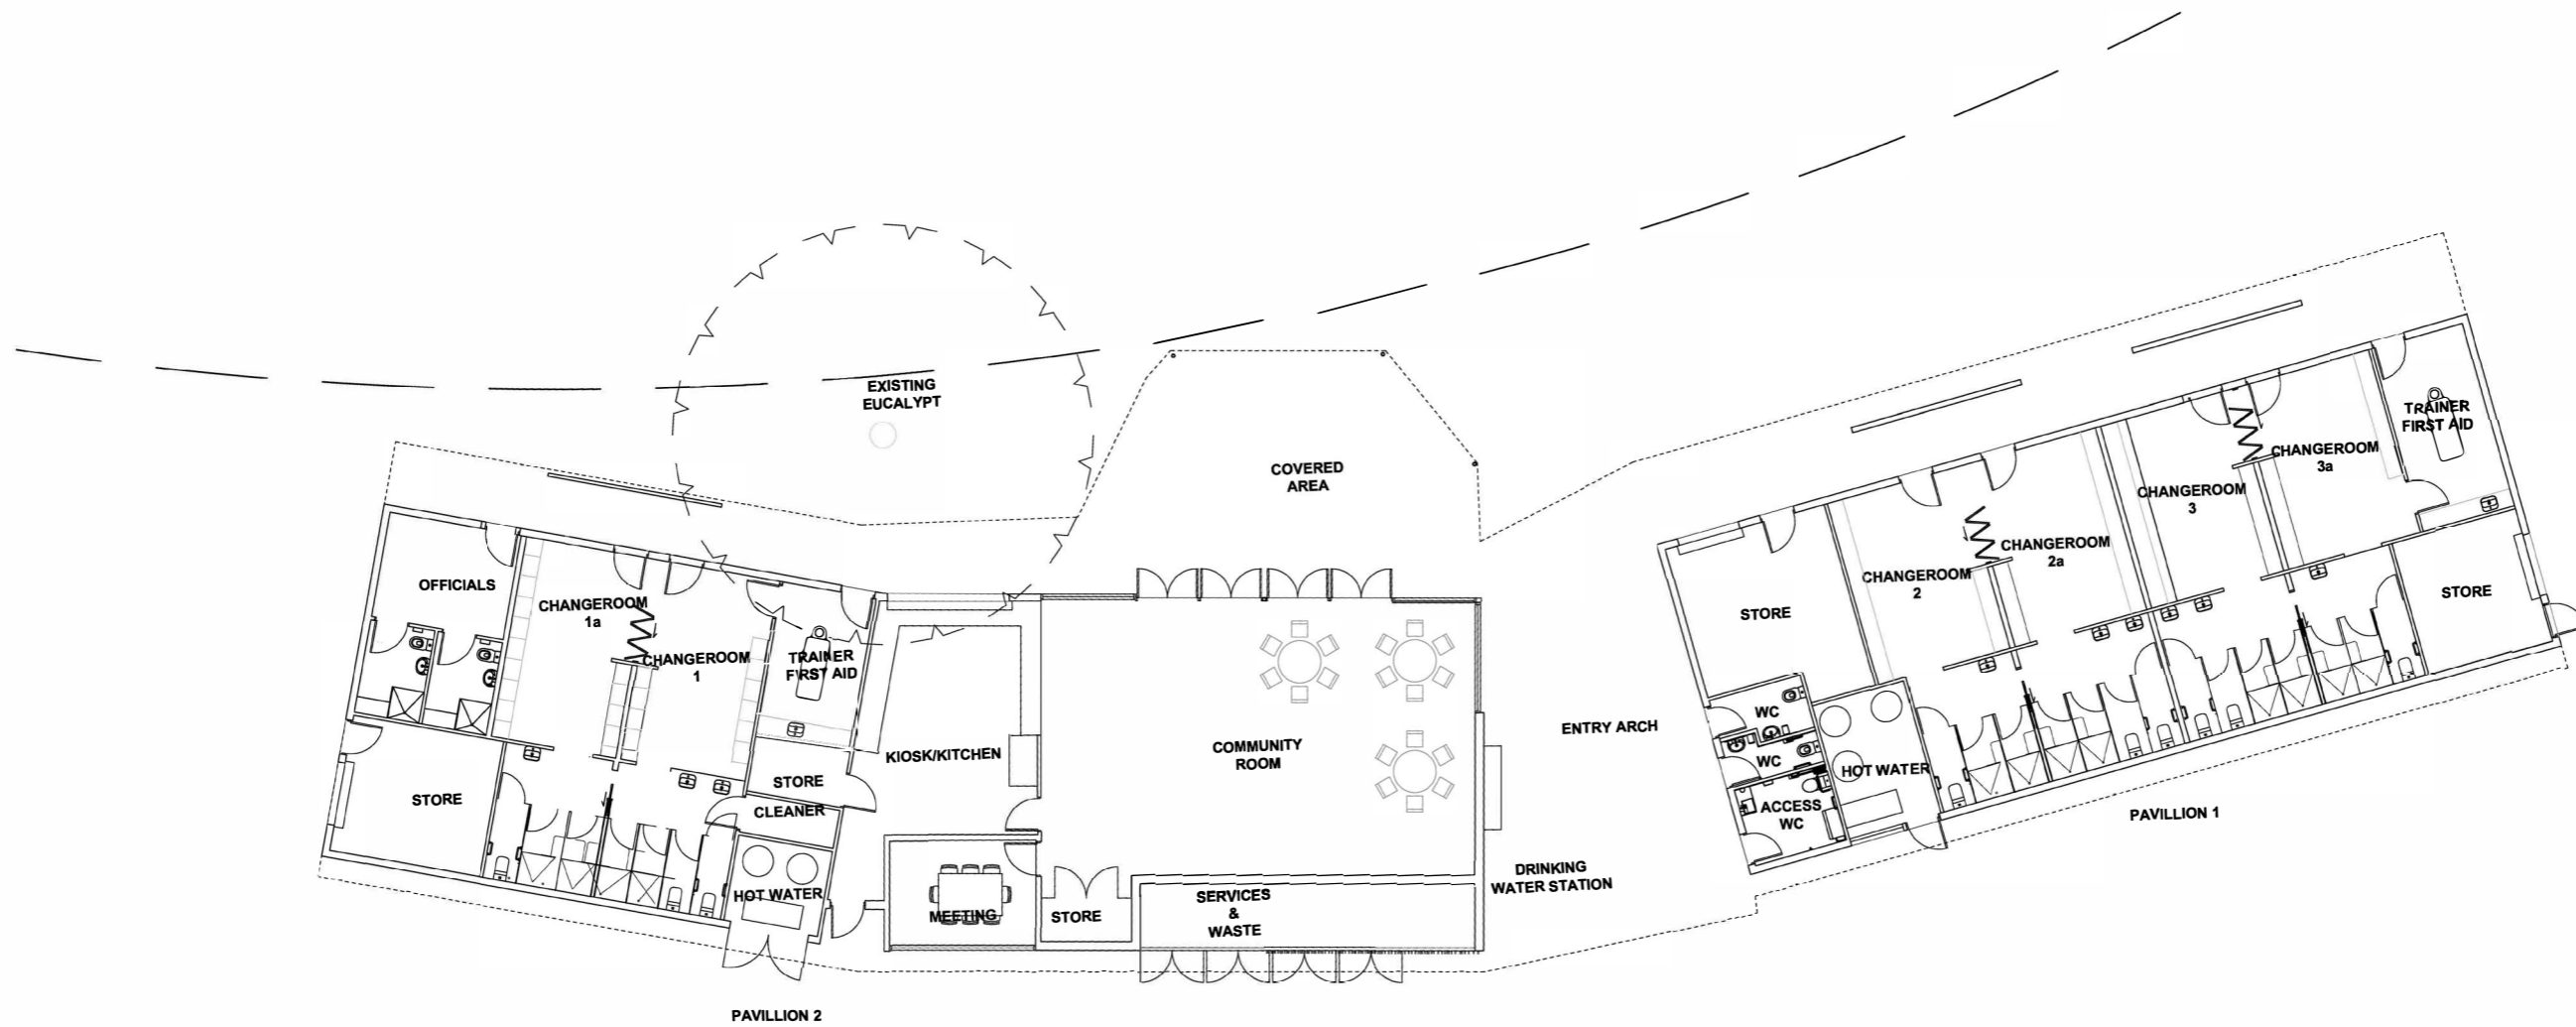 EXISTING
EUCALYPT
COVERED
AREA
OFFICIALS
CHANGEROOM
1a
CHANGEROOM
1
TRAINER
FIRST AID
STORE
STORE
CLEANER
HOT WATER
KIOSK/KITCHEN
MEETING
STORE
COMMUNITY
ROOM
SERVICES
&
WASTE
ENTRY ARCH
DRINKING
WATER STATION
PAVILLION 2
STORE
WC
WC
ACCESS
WC
HOT WATER
CHANGEROOM
2
CHANGEROOM
2a
CHANGEROOM
3
CHANGEROOM
3a
TRAINER
FIRST AID
STORE
PAVILLION 1